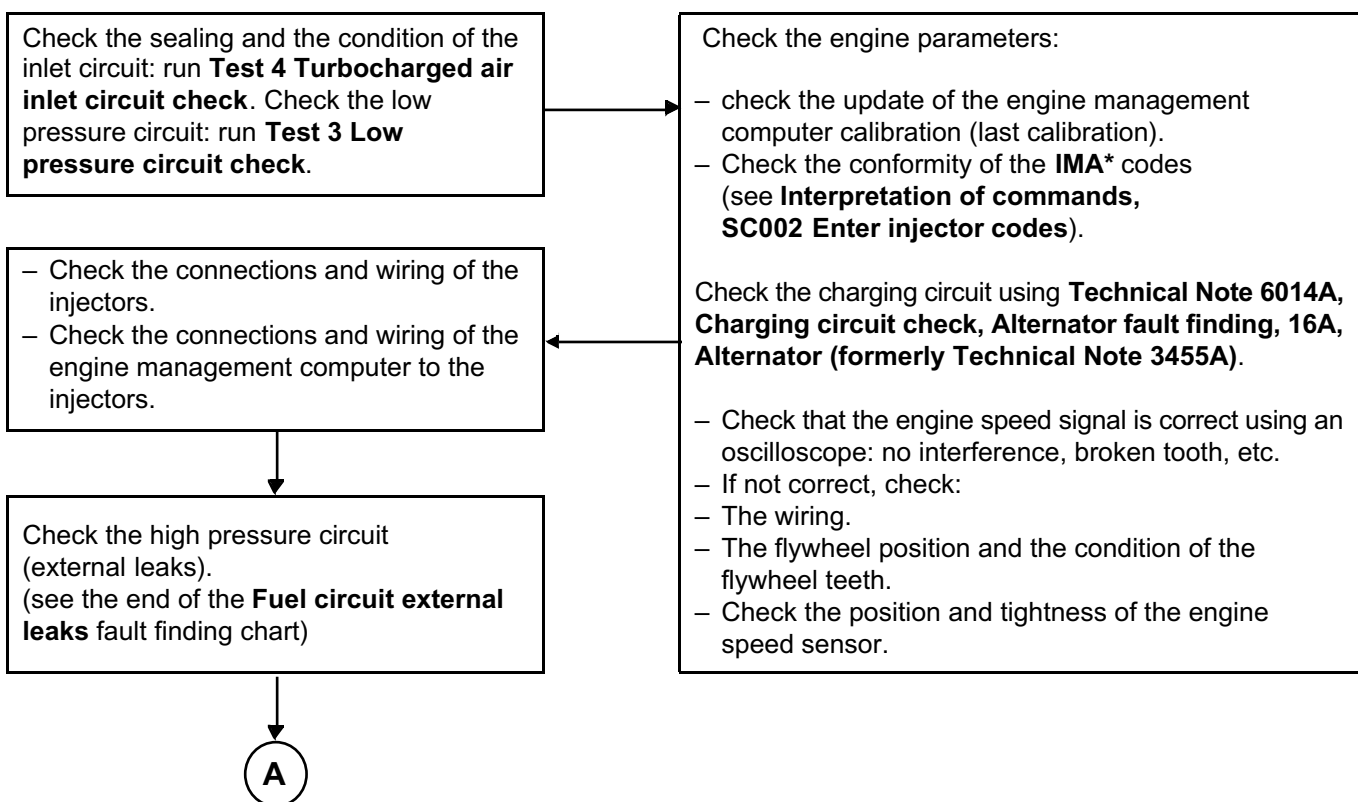 Check the sealing and the condition of the
inlet circuit: run Test 4 Turbocharged air
inlet circuit check. Check the low
pressure circuit: run Test 3 Low
pressure circuit check.
Check the engine parameters:
– check the update of the engine management
computer calibration (last calibration).
– Check the conformity of the IMA* codes
(see Interpretation of commands,
SC002 Enter injector codes).
Check the charging circuit using Technical Note 6014A,
Charging circuit check, Alternator fault finding, 16A,
Alternator (formerly Technical Note 3455A).
– Check that the engine speed signal is correct using an
oscilloscope: no interference, broken tooth, etc.
– If not correct, check:
– The wiring.
– The flywheel position and the condition of the
flywheel teeth.
– Check the position and tightness of the engine
speed sensor.
– Check the connections and wiring of the
injectors.
– Check the connections and wiring of the
engine management computer to the
injectors.
Check the high pressure circuit
(external leaks).
(see the end of the Fuel circuit external
leaks fault finding chart)
A